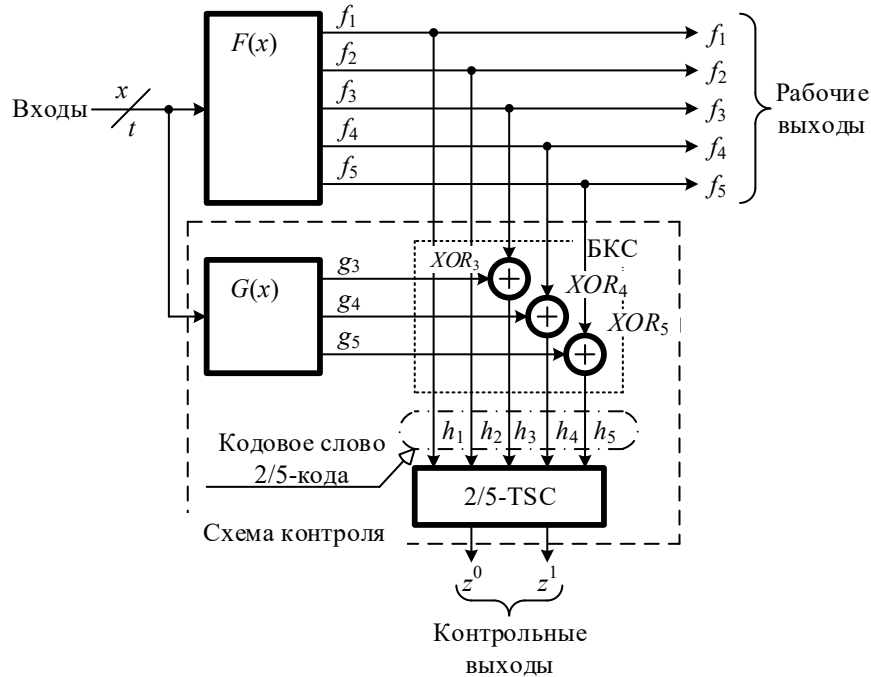 f1
F(x)
f1
f2
f2
x
f3
Входы
f3
Рабочие
выходы
t
f4
f4
f5
f5
БКС
g3
XOR3
G(x)
g4
XOR4
g5
XOR5
h1 h2 h3 h4 h5
Кодовое слово
2/5-кода
2/5-TSC
Схема контроля
z0 z1
Контрольные
выходы